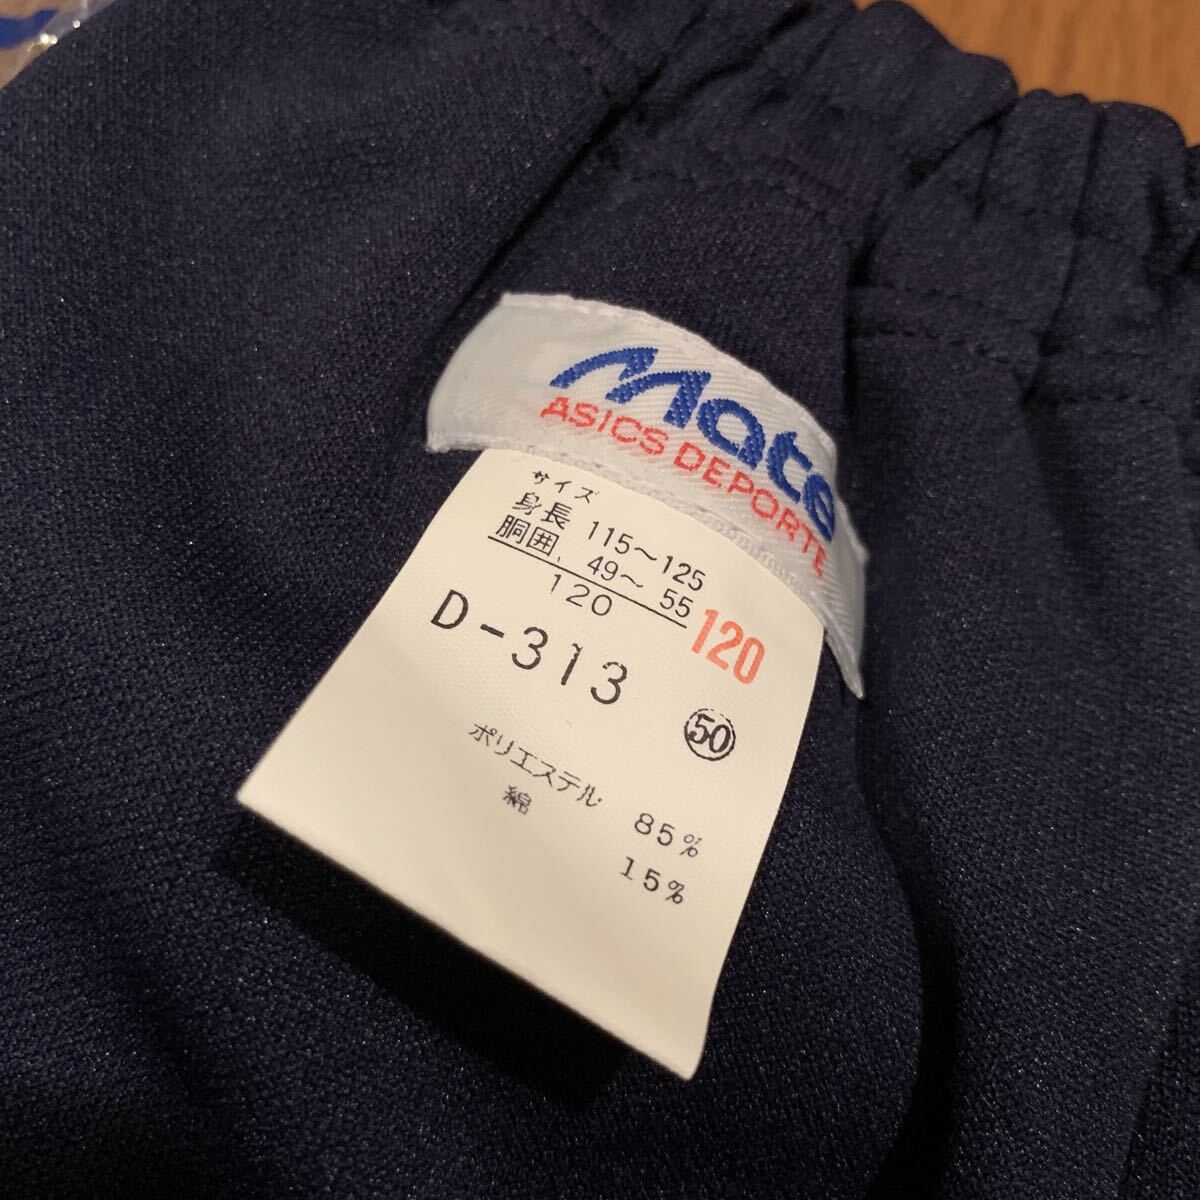 Mate
ASICS DEPORTE
サイズ
身長 115～125
胴囲 49～ 55
120
120
D-313
50
ポリエステル 85%
綿 15%